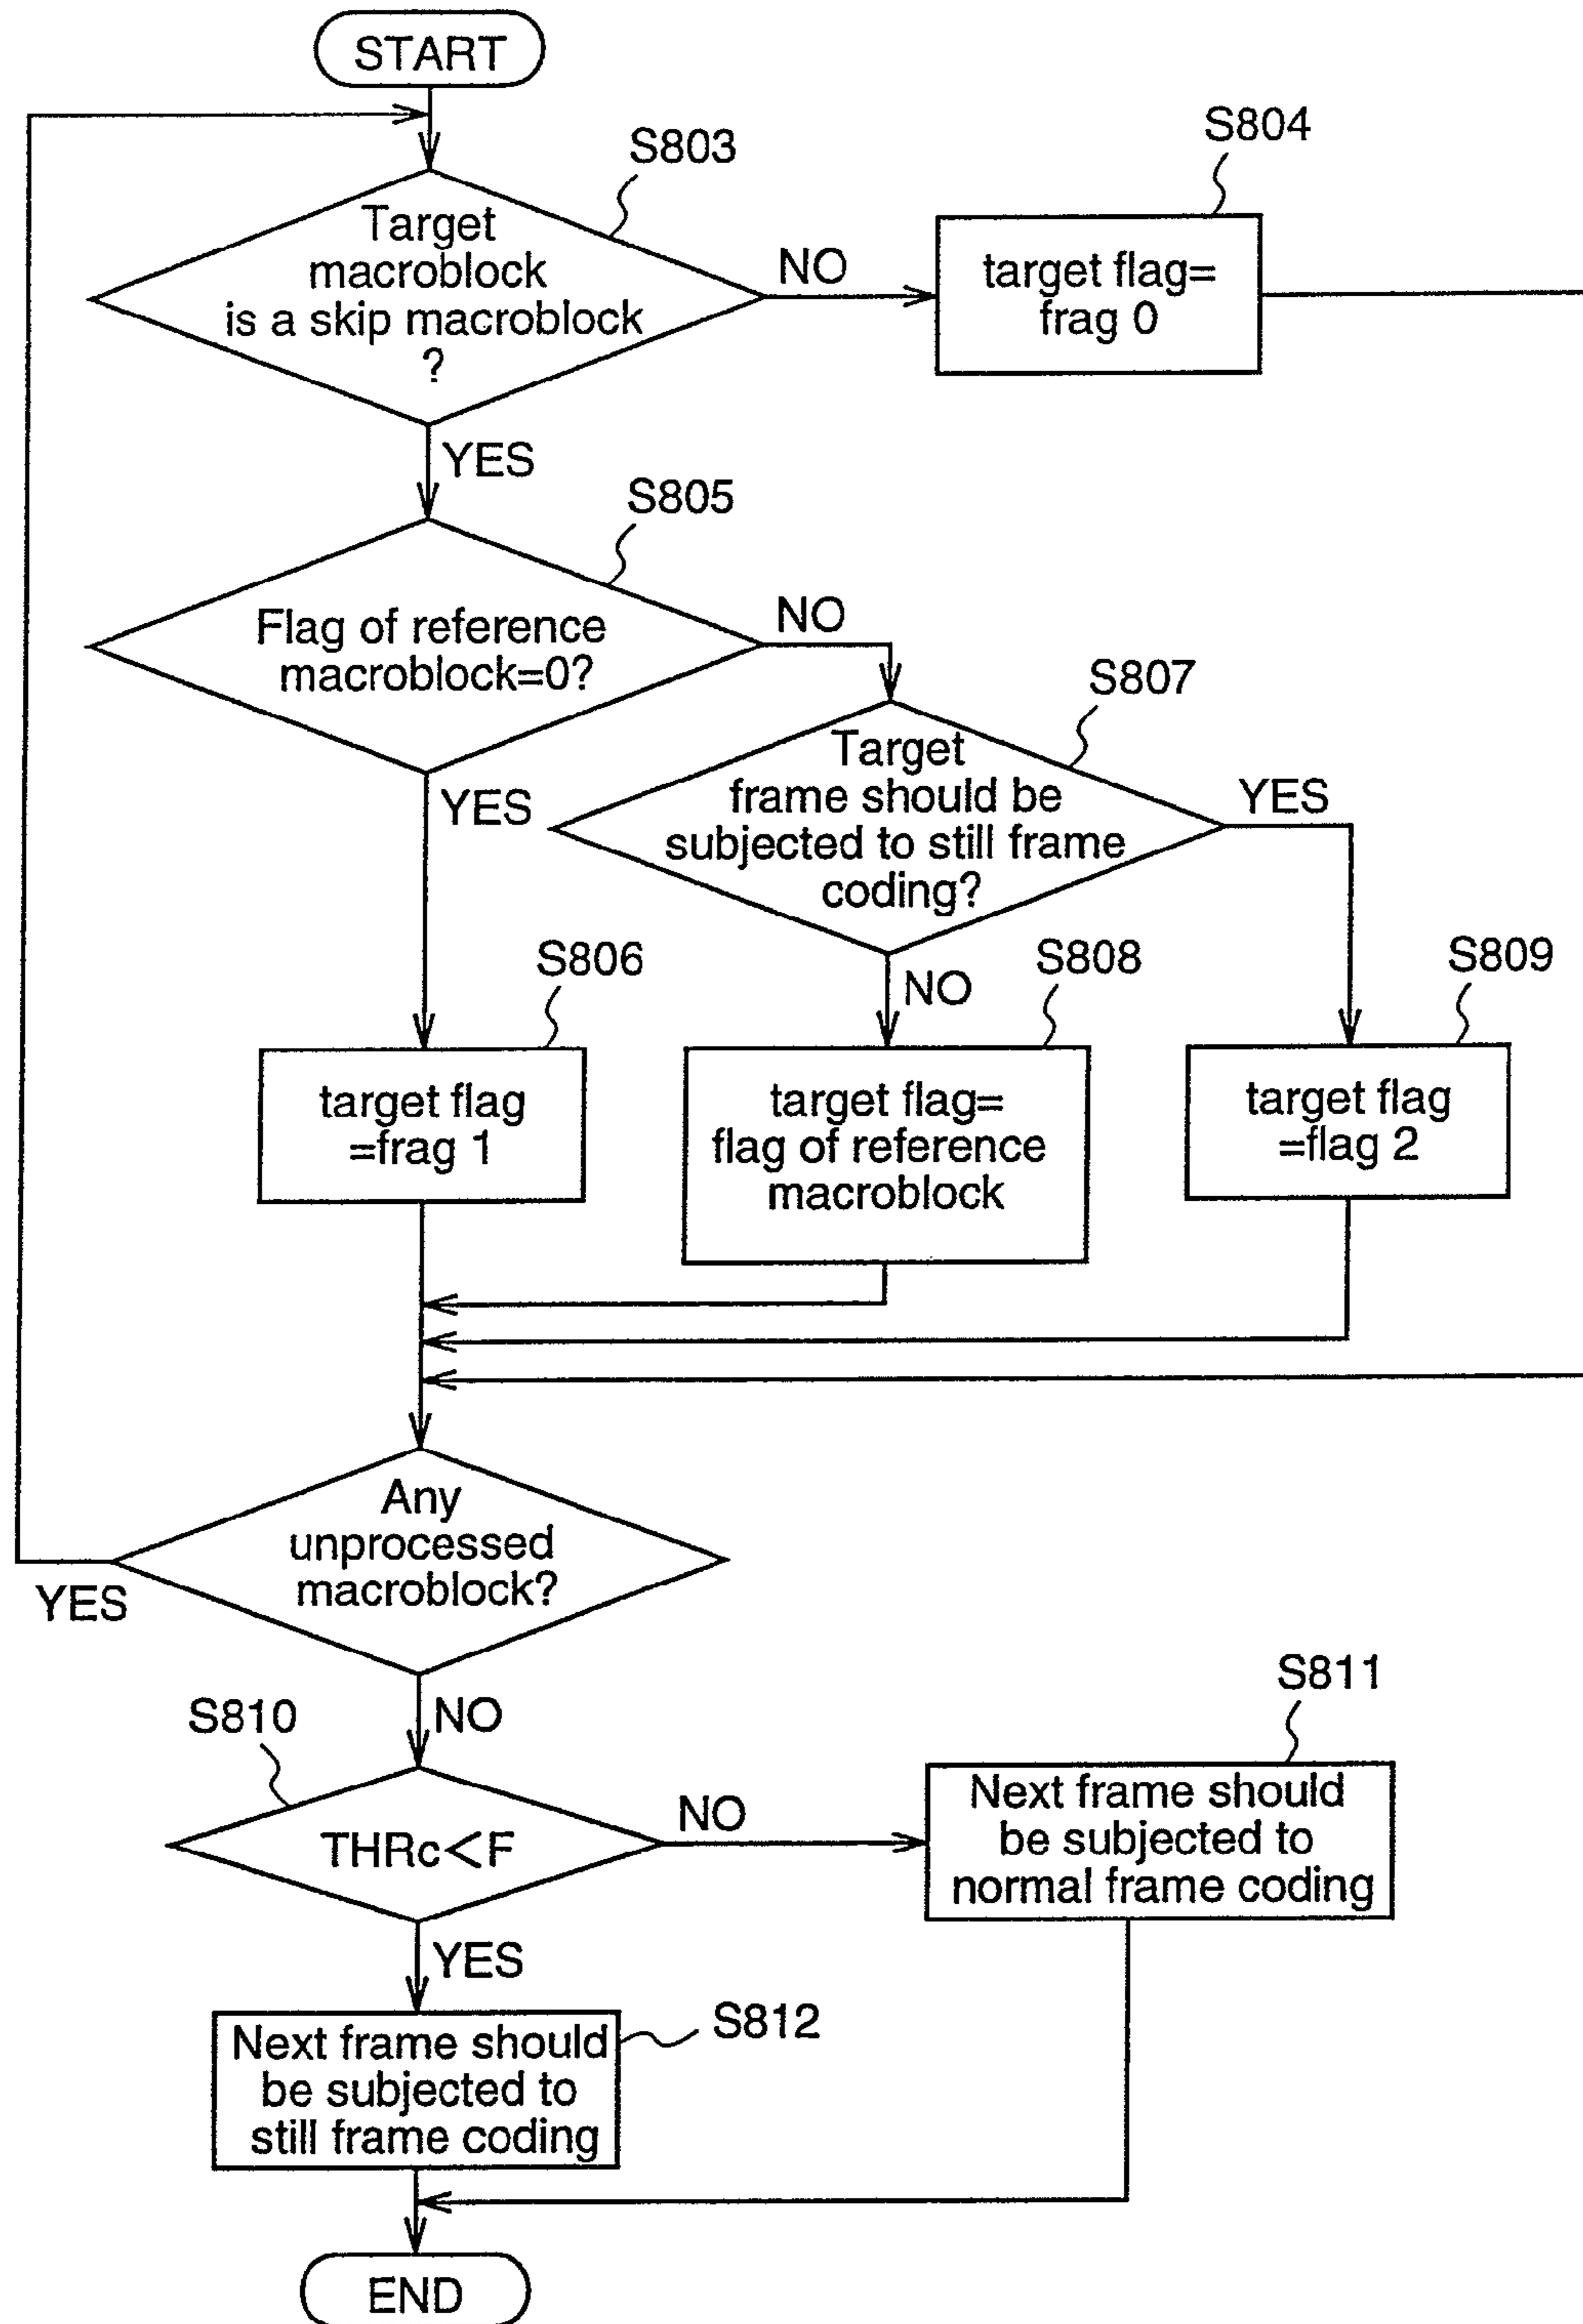 START
S803
Target
macroblock
is a skip macroblock
?
NO
S804
target flag=
frag 0
YES
S805
Flag of reference
macroblock=0?
NO
S807
Target
frame should be
subjected to still frame
coding?
YES
YES
NO
S806
target flag
=frag 1
S808
target flag=
flag of reference
macroblock
S809
target flag
=flag 2
Any
unprocessed
macroblock?
YES
NO
S810
THRc<F
NO
S811
Next frame should
be subjected to
normal frame coding
YES
S812
Next frame should
be subjected to
still frame coding
END